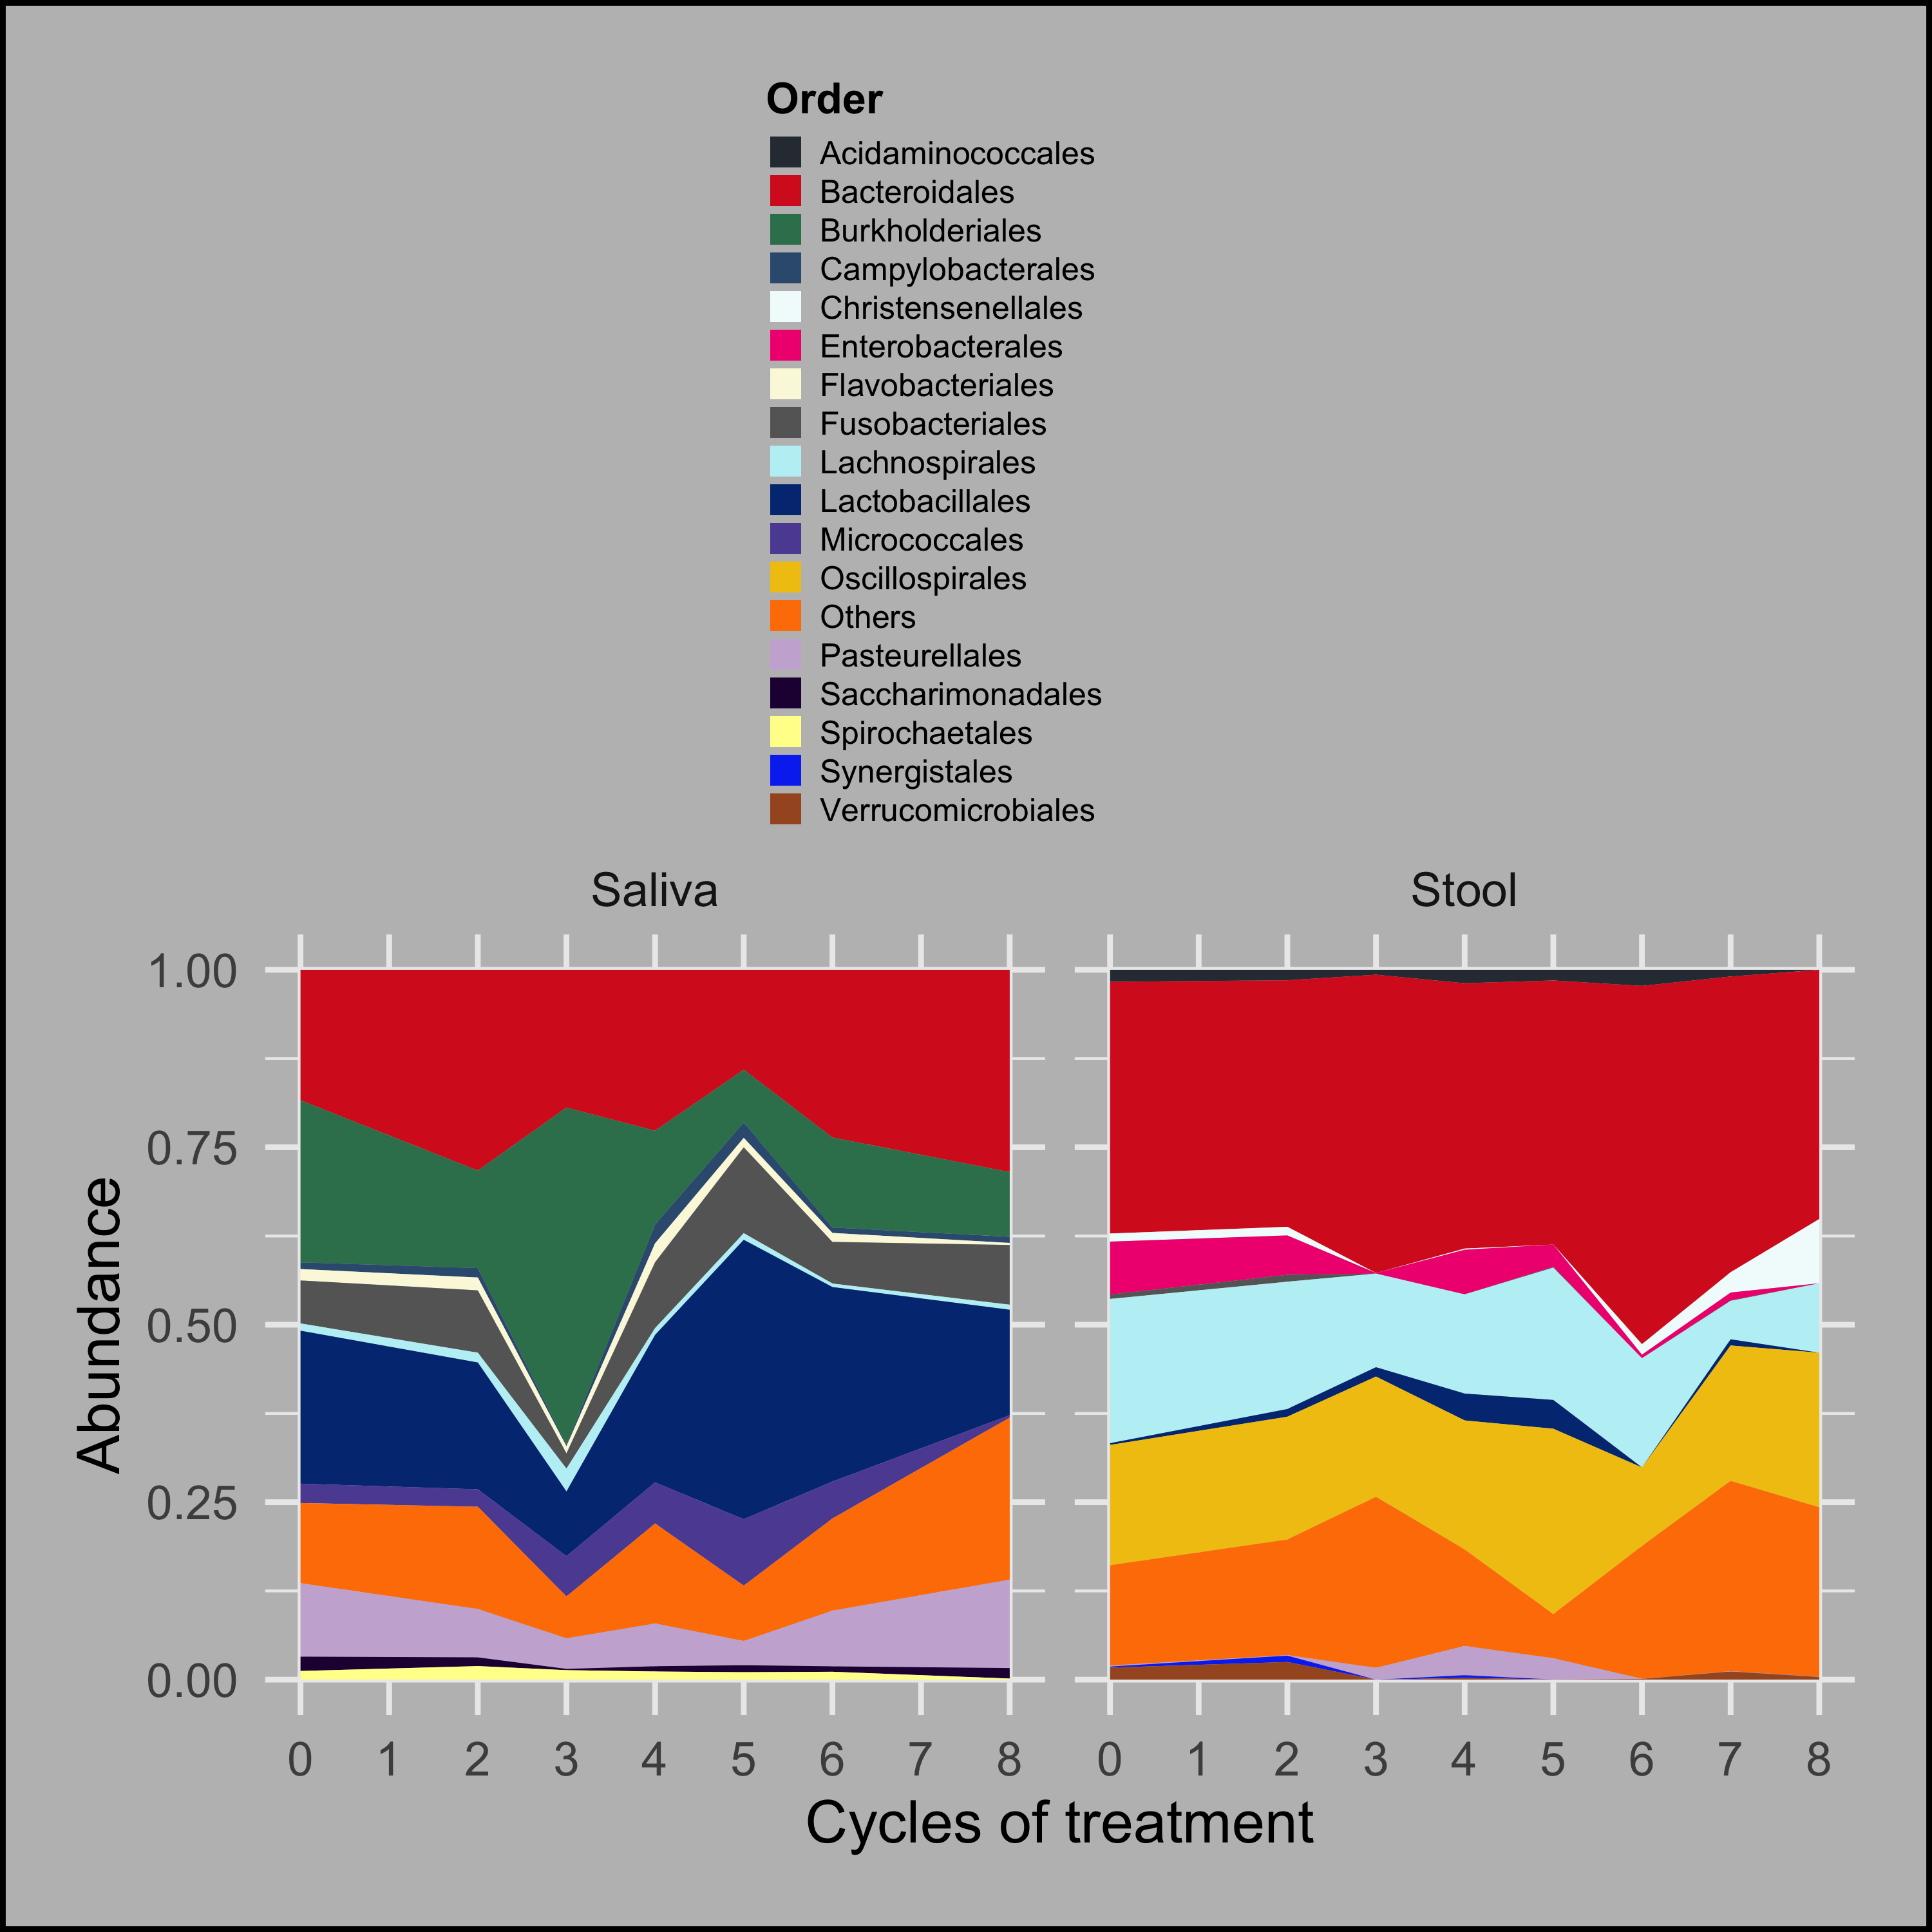 Order
Acidaminococcales
Bacteroidales
Burkholderiales
Campylobacterales
Christensenellales
Enterobacterales
Flavobacteriales
Fusobacteriales
Lachnospirales
Lactobacillales
Micrococcales
Oscillospirales
Others
Pasteurellales
Saccharimonadales
Spirochaetales
Synergistales
Verrucomicrobiales
Saliva Stool
Abundance
1.00
0.75
0.50
0.25
0.00
0 1 2 3 4 5 6 7 8 0 1 2 3 4 5 6 7 8
Cycles of treatment